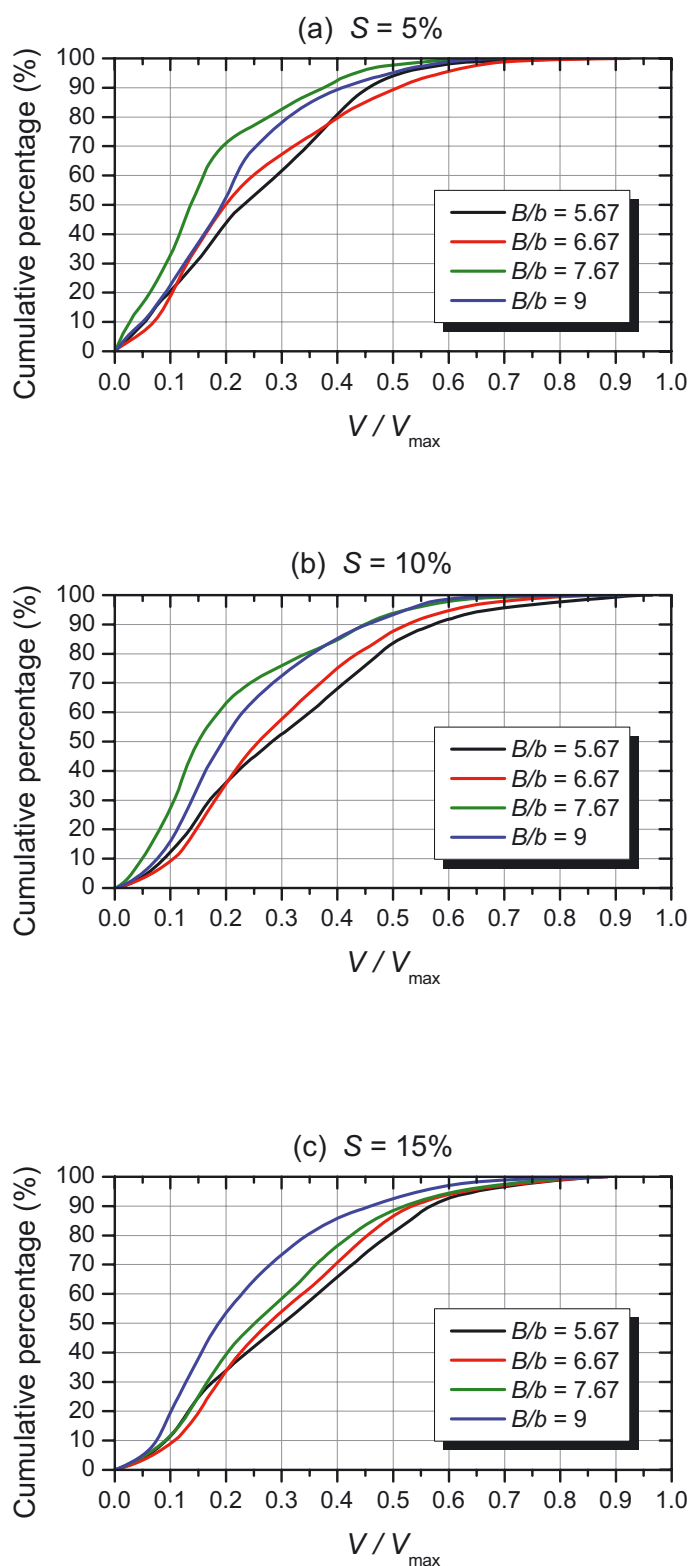 (a) S = 5%
Cumulative percentage (%)
100
90
80
70
60
50
40
30
20
10
0
B/b = 5.67
B/b = 6.67
B/b = 7.67
B/b = 9
0.0 0.1 0.2 0.3 0.4 0.5 0.6 0.7 0.8 0.9 1.0
V / Vmax
(b) S = 10%
Cumulative percentage (%)
100
90
80
70
60
50
40
30
20
10
0
B/b = 5.67
B/b = 6.67
B/b = 7.67
B/b = 9
0.0 0.1 0.2 0.3 0.4 0.5 0.6 0.7 0.8 0.9 1.0
V / Vmax
(c) S = 15%
Cumulative percentage (%)
100
90
80
70
60
50
40
30
20
10
0
B/b = 5.67
B/b = 6.67
B/b = 7.67
B/b = 9
0.0 0.1 0.2 0.3 0.4 0.5 0.6 0.7 0.8 0.9 1.0
V / Vmax